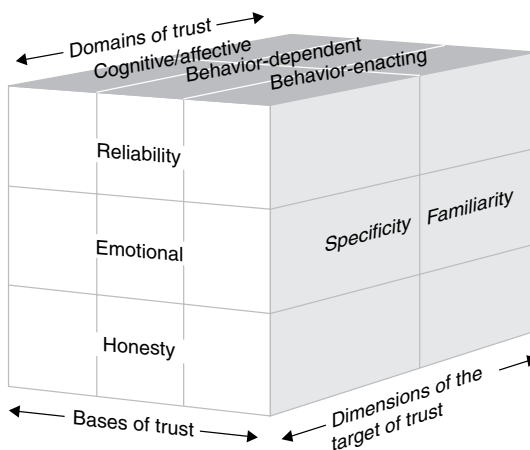 Domains of trust
Cognitive/affective
Behavior-dependent
Behavior-enacting
Reliability
Emotional
Honesty
Specificity
Familiarity
Bases of trust
Dimensions of the
target of trust